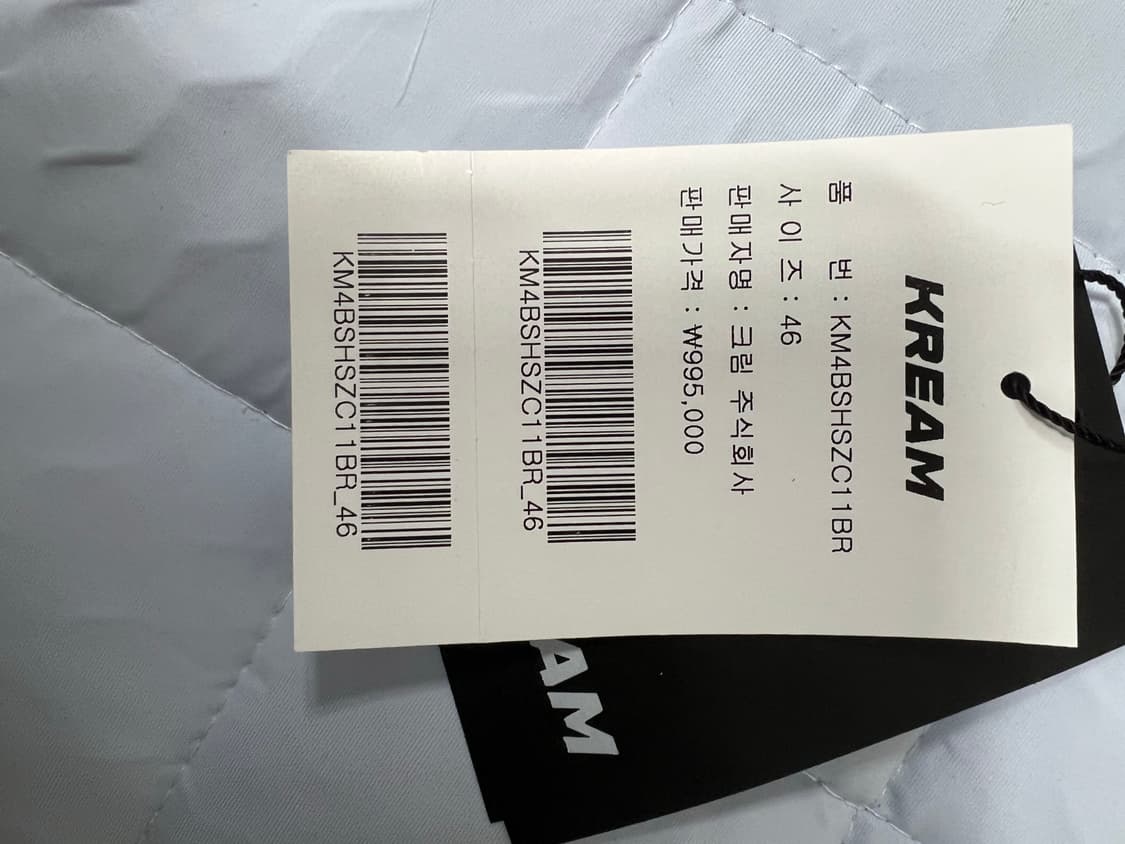 KREAM
품 번 : KM4BSHSZC11BR
사 이 즈 : 46
판매자명 : 크림 주식회사
판매가격 : ₩995,000
KM4BSHSZC11BR_46
KM4BSHSZC11BR_46
AM